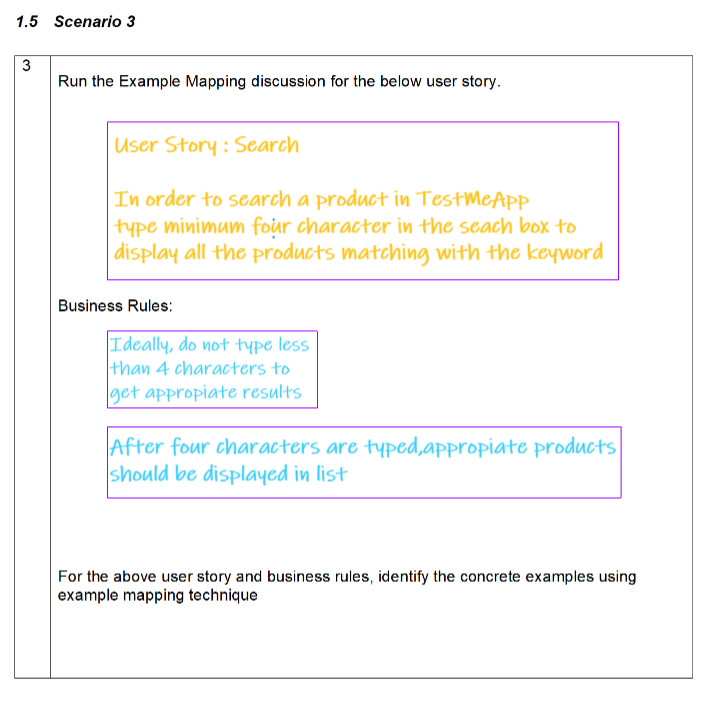 1.5 Scenario 3
3
Run the Example Mapping discussion for the below user story.
User Story : Search
In order to search a product in TestMeApp
type minimum four character in the seach box to
display all the products matching with the keyword
Business Rules:
Ideally, do not type less
than 4 characters to
get appropiate results
After four characters are typed,appropiate products
should be displayed in list
For the above user story and business rules, identify the concrete examples using
example mapping technique